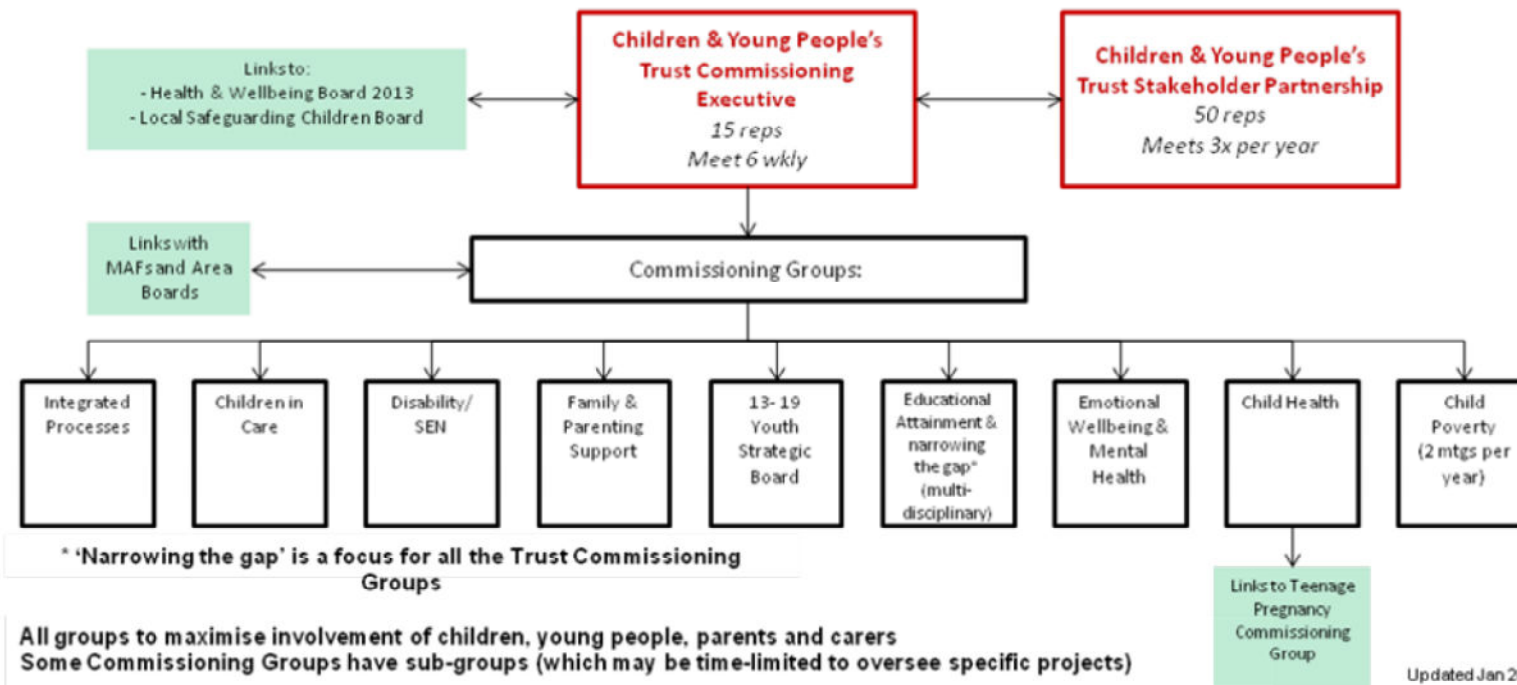 Children & Young People's
Trust Commissioning
Executive
15 reps
Meet 6 wkly
Children & Young People's
Trust Stakeholder Partnership
50 reps
Meets 3x per year
Links to:
- Health & Wellbeing Board 2013
- Local Safeguarding Children Board
Links with
MAFs and Area
Boards
Commissioning Groups:
Integrated
Processes
Children in
Care
Disability/
SEN
Family &
Parenting
Support
13- 19
Youth
Strategic
Board
Educational
Attainment &
narrowing
the gap*
(multi-
disciplinary)
Emotional
Wellbeing &
Mental
Health
Child Health
Child
Poverty
(2 mtgs per
year)
* 'Narrowing the gap' is a focus for all the Trust Commissioning
Groups
Links to Teenage
Pregnancy
Commissioning
Group
All groups to maximise involvement of children, young people, parents and carers
Some Commissioning Groups have sub-groups (which may be time-limited to oversee specific projects)
Updated Jan